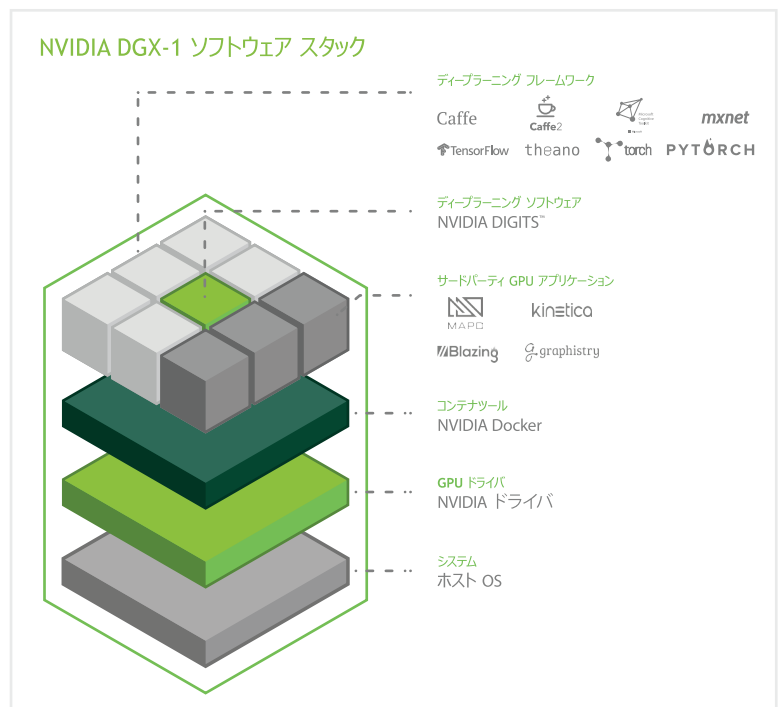 NVIDIA DGX-1 ソフトウェア スタック
ディープラーニング フレームワーク
Caffe
Caffe2
Microsoft
Cognitive
Toolkit
Microsoft
mxnet
TensorFlow
theano
torch
PYTORCH
ディープラーニング ソフトウェア
NVIDIA DIGITS™
サードパーティ GPU アプリケーション
MAPD
kinetica
Blazing
graphistry
コンテナツール
NVIDIA Docker
GPU ドライバ
NVIDIA ドライバ
システム
ホスト OS